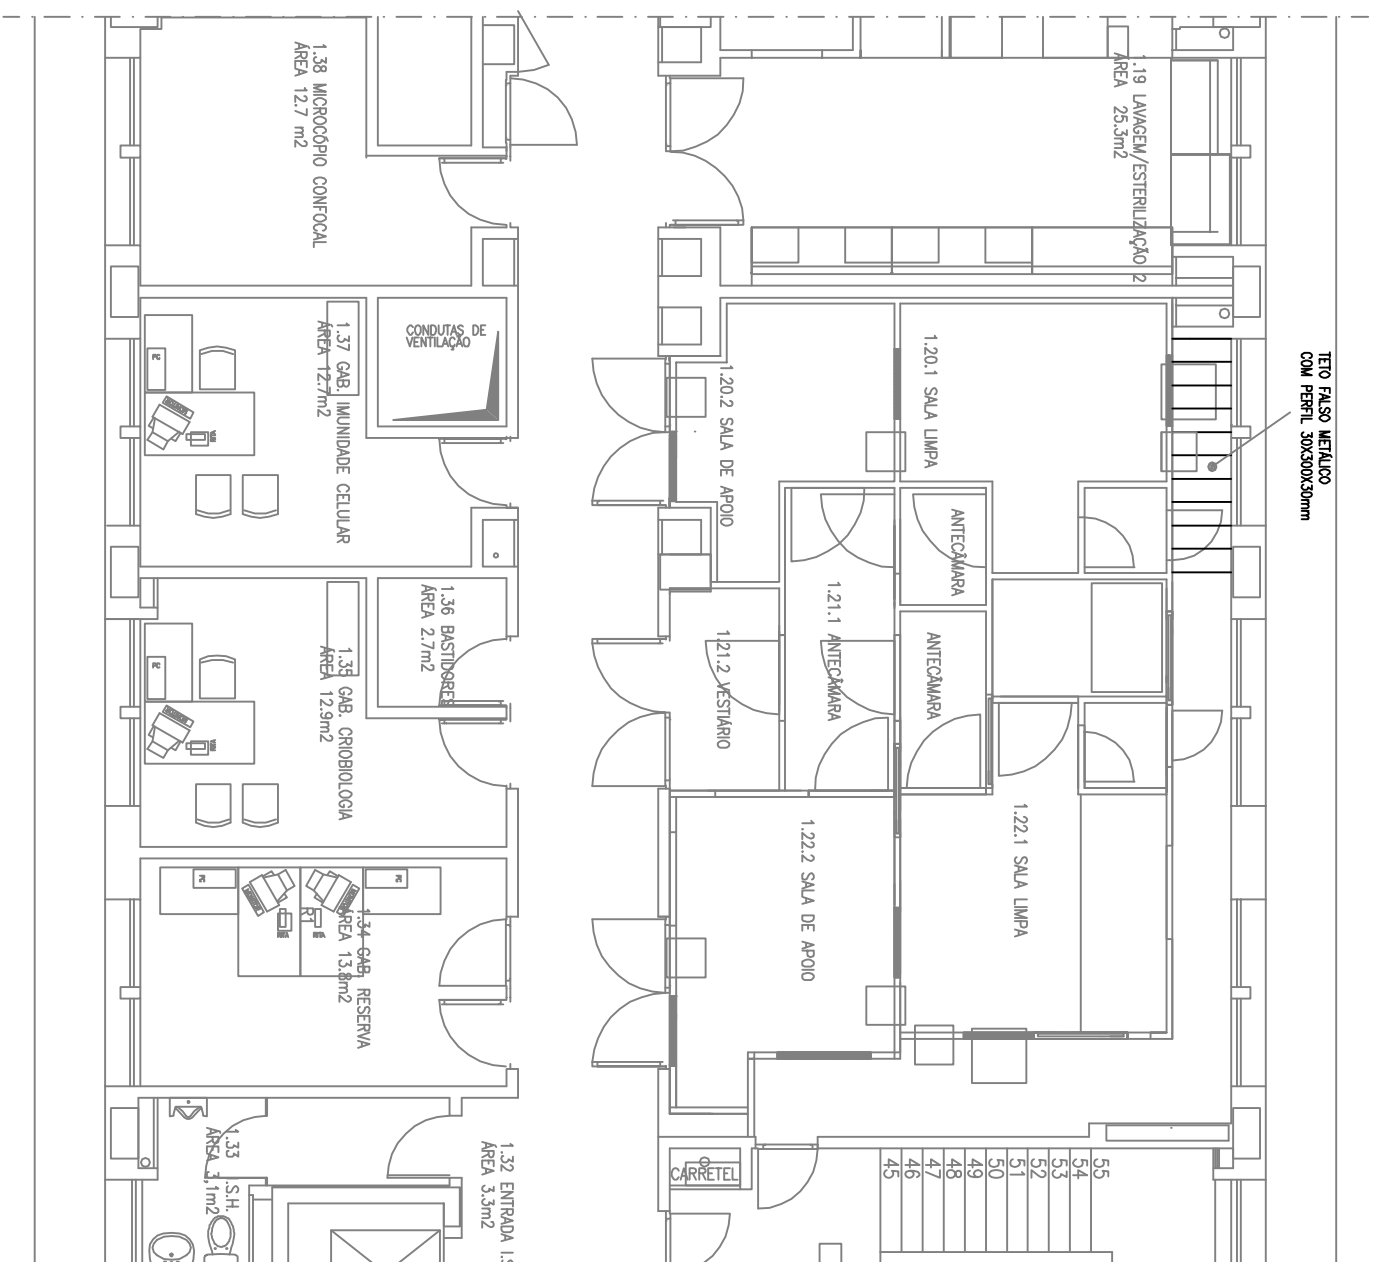 1.38 MICROCÓPIO CONFOCAL
ÁREA 12.7 m2
1.19 LAVAGEM/ESTERILIZAÇÃO 2
ÁREA 25.3m2
1.37 GAB. IMUNIDADE CELULAR
ÁREA 12.7m2
CONDUTAS DE
VENTILAÇÃO
1.20.2 SALA DE APOIO
1.20.1 SALA LIMPA
TETO FALSO METÁLICO
COM PERFIL 30X300X30mm
ANTECÂMARA
1.36 BASTIDORES
ÁREA 2.7m2
1.21.1 ANTECÂMARA
1.21.2 VESTIÁRIO
ANTECÂMARA
1.35 GAB. CRIOBIOLOGIA
ÁREA 12.9m2
1.22.2 SALA DE APOIO
1.22.1 SALA LIMPA
1.34 GAB. RESERVA
ÁREA 13.8m2
1.33 I.S.H.
ÁREA 3,1m2
1.32 ENTRADA I.S
ÁREA 3.3m2
CARRETEL
45
46
47
48
49
50
51
52
53
54
55
PC
PC
PC
PC